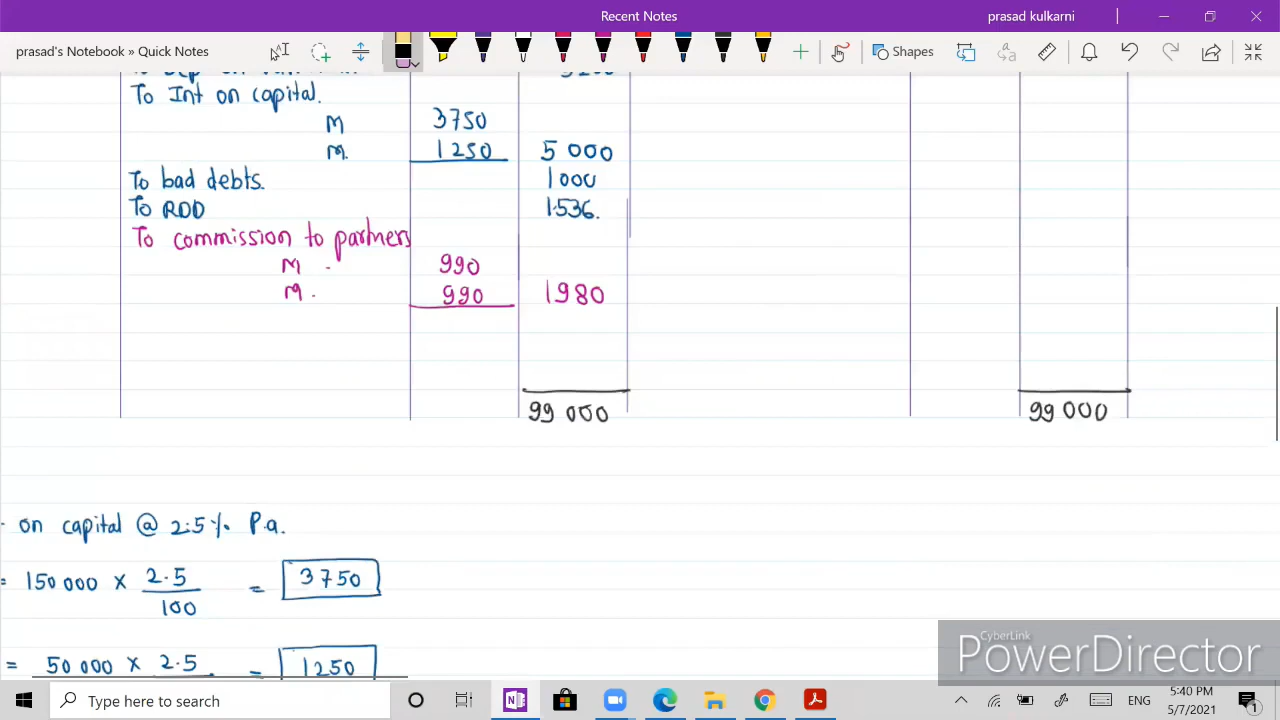 Recent Notes
prasad kulkarni
prasad's Notebook » Quick Notes
Shapes
To Int on capital.
M 3750
M. 1250 5 000
To bad debts. 1000
To RDD 1536.
To commission to partners
M . 990
M . 990 1980
99 000 99 000
on capital @ 2.5% P.a.
= 150 000 × 2.5 / 100 = 3750
= 50 000 × 2.5 = 1250
CyberLink
PowerDirector
Type here to search
ENG
5:40 PM
5/7/2021